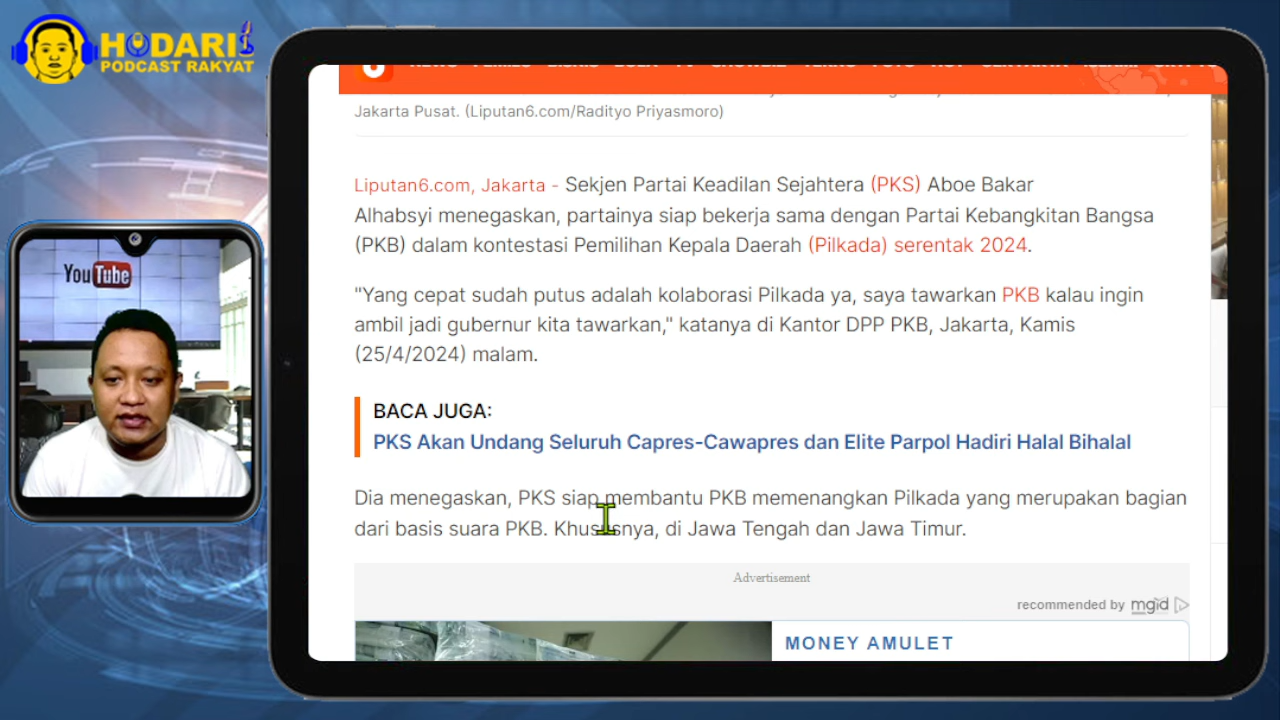 HODARI
PODCAST RAKYAT
YouTube
Jakarta Pusat. (Liputan6.com/Radityo Priyasmoro)
Liputan6.com, Jakarta - Sekjen Partai Keadilan Sejahtera (PKS) Aboe Bakar
Alhabsyi menegaskan, partainya siap bekerja sama dengan Partai Kebangkitan Bangsa
(PKB) dalam kontestasi Pemilihan Kepala Daerah (Pilkada) serentak 2024.
"Yang cepat sudah putus adalah kolaborasi Pilkada ya, saya tawarkan PKB kalau ingin
ambil jadi gubernur kita tawarkan," katanya di Kantor DPP PKB, Jakarta, Kamis
(25/4/2024) malam.
BACA JUGA:
PKS Akan Undang Seluruh Capres-Cawapres dan Elite Parpol Hadiri Halal Bihalal
Dia menegaskan, PKS siap membantu PKB memenangkan Pilkada yang merupakan bagian
dari basis suara PKB. Khususnya, di Jawa Tengah dan Jawa Timur.
Advertisement
recommended by mgid
MONEY AMULET